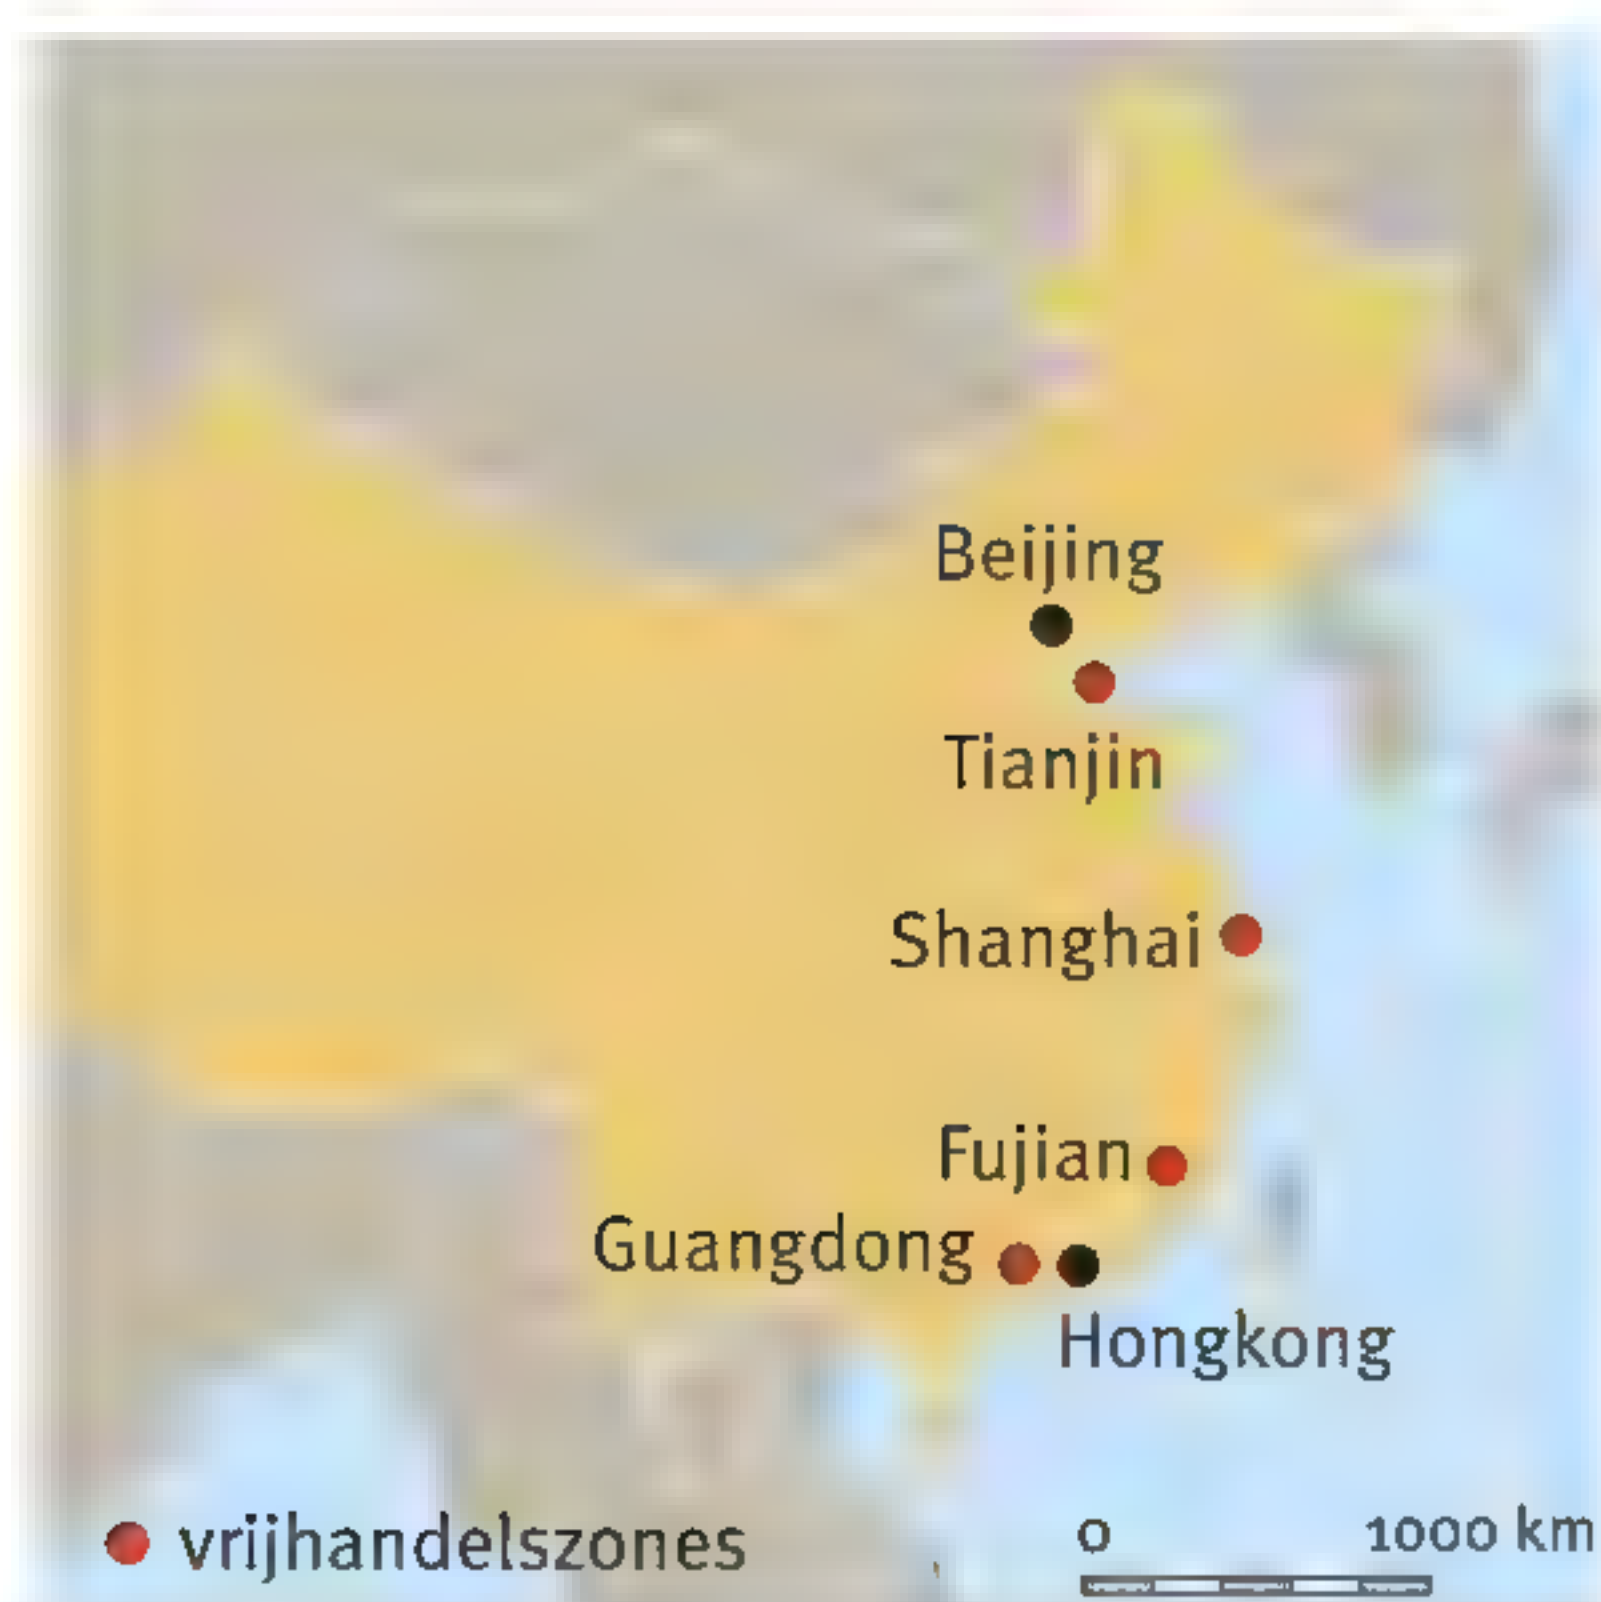 Beijing
Tianjin
Shanghai
Fujian
Guangdong
Hongkong
vrijhandelszones
0 1000 km